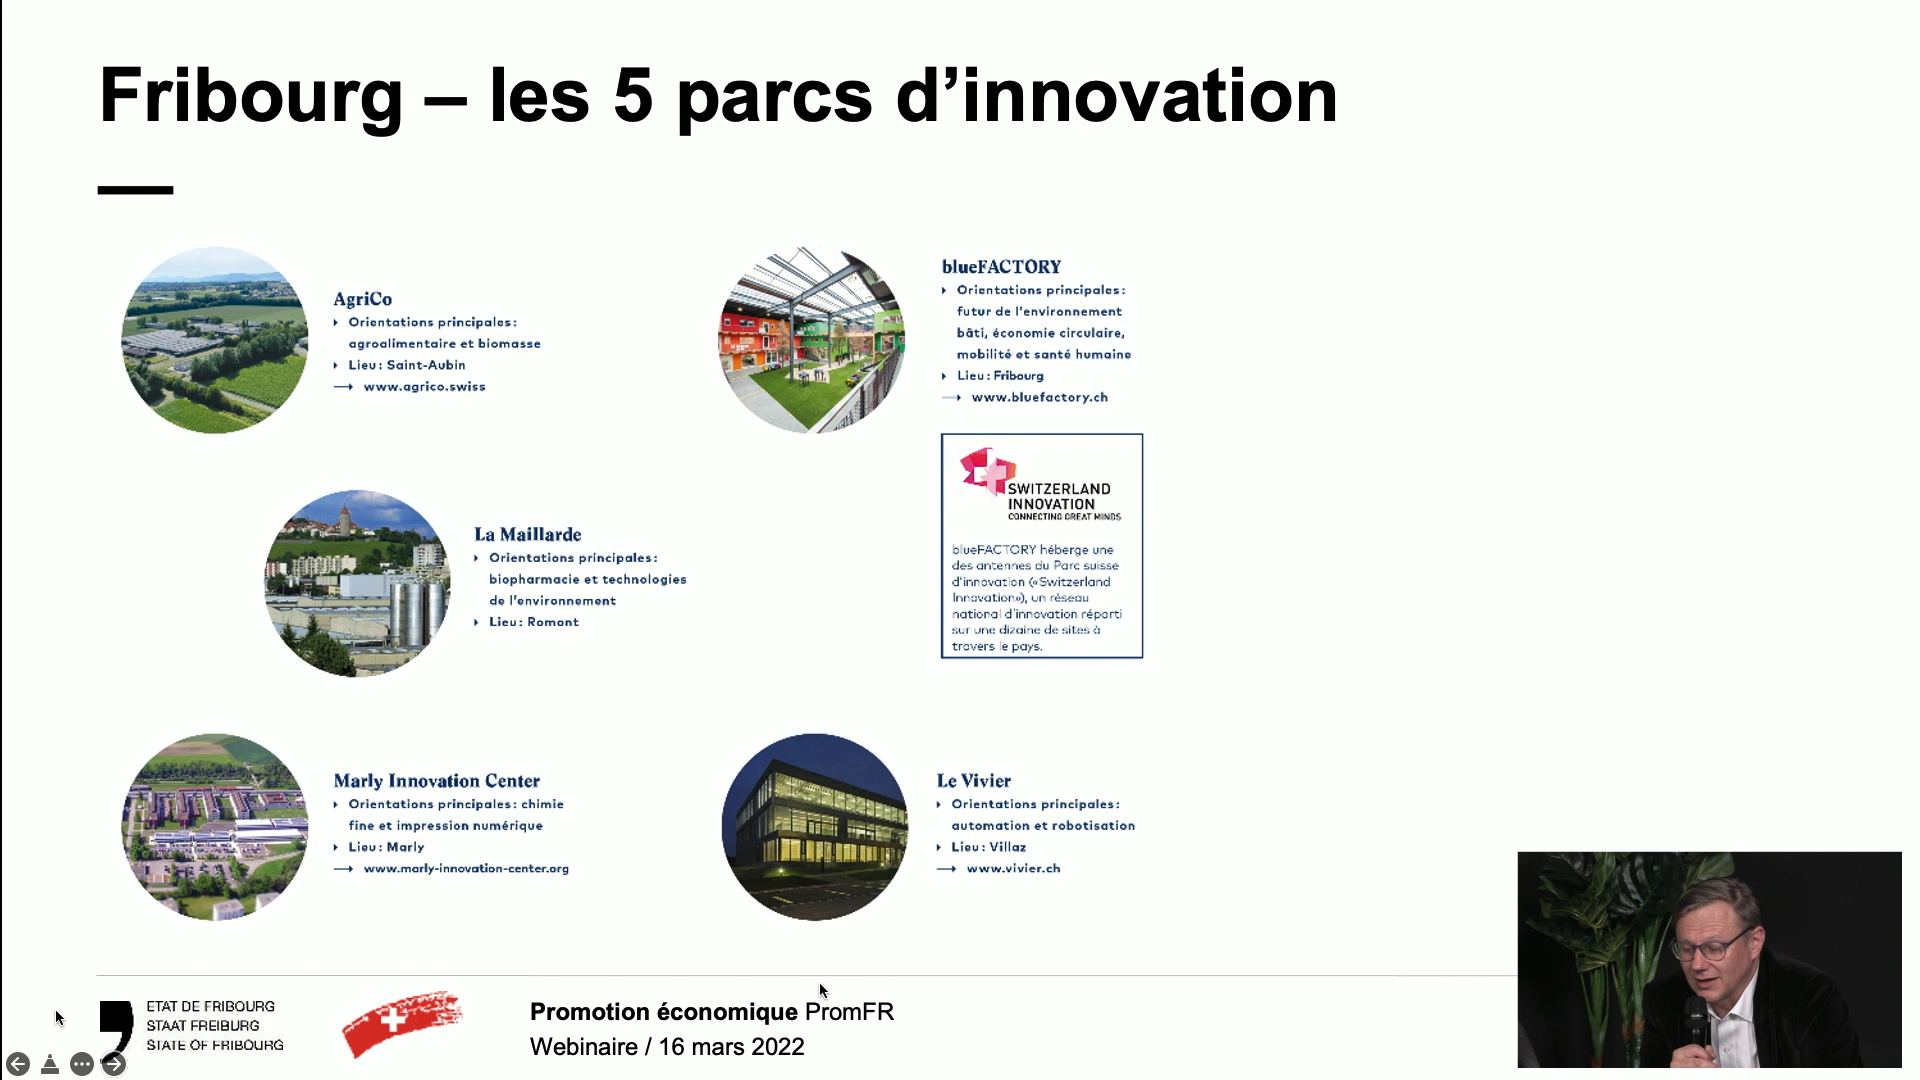 Fribourg – les 5 parcs d’innovation
AgriCo
Orientations principales:
agroalimentaire et biomasse
Lieu: Saint-Aubin
www.agrico.swiss
blueFACTORY
Orientations principales:
futur de l’environnement
bâti, économie circulaire,
mobilité et santé humaine
Lieu: Fribourg
www.bluefactory.ch
SWITZERLAND
INNOVATION
CONNECTING GREAT MINDS
blueFACTORY héberge une
des antennes du Parc suisse
d’innovation («Switzerland
Innovation»), un réseau
national d’innovation réparti
sur une dizaine de sites à
travers le pays.
La Maillarde
Orientations principales:
biopharmacie et technologies
de l’environnement
Lieu: Romont
Marly Innovation Center
Orientations principales: chimie
fine et impression numérique
Lieu: Marly
www.marly-innovation-center.org
Le Vivier
Orientations principales:
automation et robotisation
Lieu: Villaz
www.vivier.ch
ETAT DE FRIBOURG
STAAT FREIBURG
STATE OF FRIBOURG
Promotion économique PromFR
Webinaire / 16 mars 2022